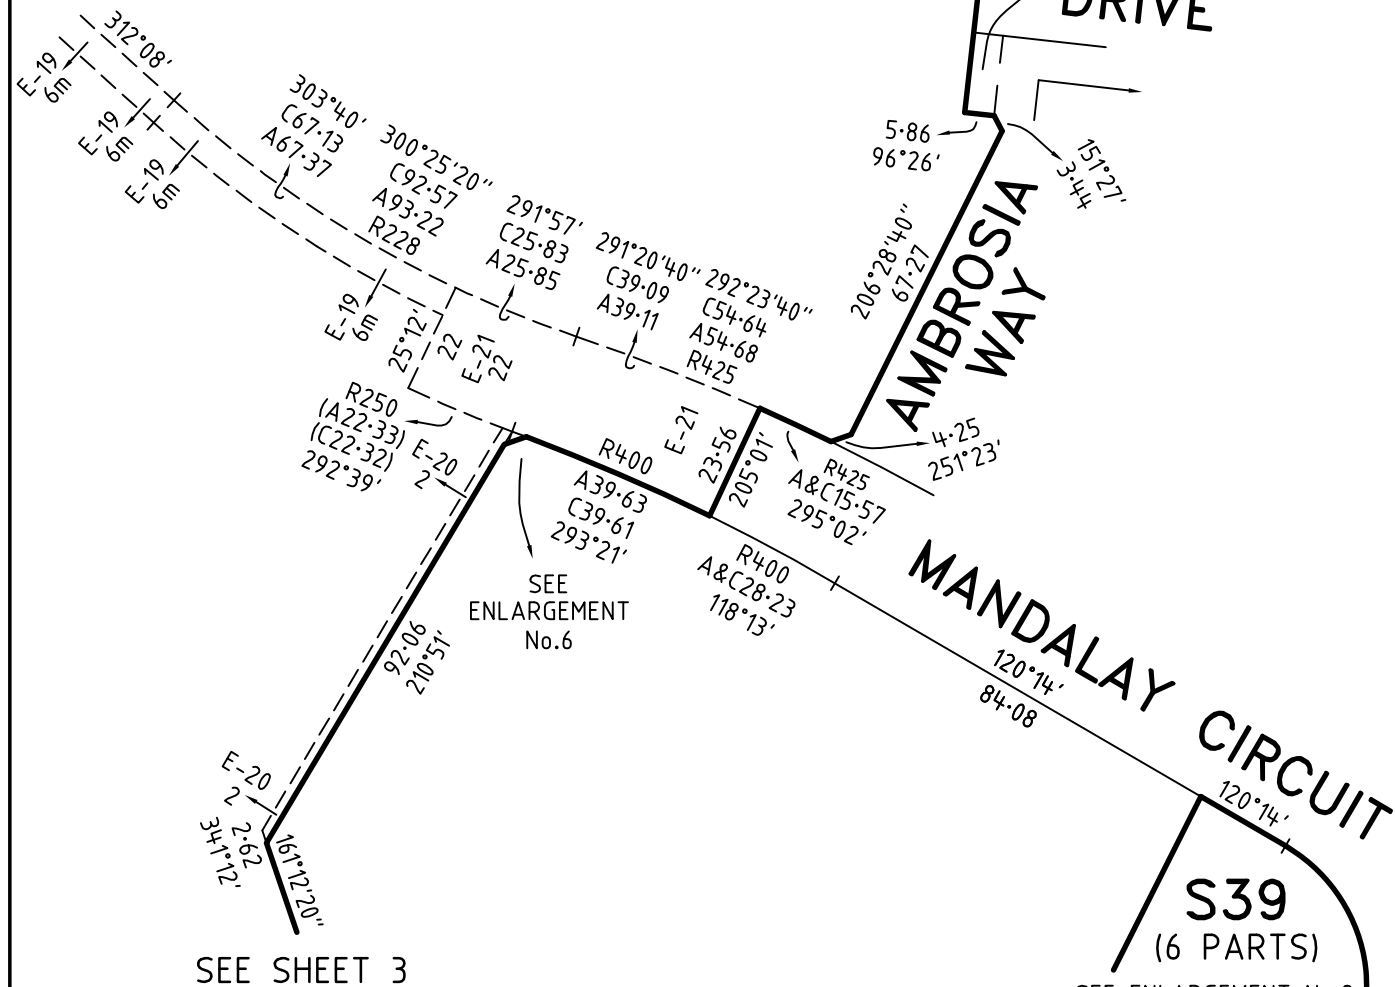 DRIVE
312°08'
E-19
6m
E-19
6m
E-19
6m
303°40'
C67·13
A67·37
300°25'20"
C92·57
A93·22
R228
291°57'
C25·83
A25·85
291°20'40"
C39·09
A39·11
292°23'40"
C54·64
A54·68
R425
5·86
96°26'
151°27'
3·44
206°28'40"
67·27
AMBROSIA
WAY
E-19
6m
25°12'
22
E-21
22
R250
(A22·33)
(C22·32)
292°39'
E-20
2
R400
A39·63
C39·61
293°21'
E-21
23·56
205°01'
R425
A&C15·57
295°02'
4·25
251°23'
SEE
ENLARGEMENT
No.6
R400
A&C28·23
118°13'
MANDALAY CIRCUIT
120°14'
84·08
92·06
210°51'
E-20
2
2·62
341°12'
161°12'20"
120°14'
S39
(6 PARTS)
SEE SHEET 3